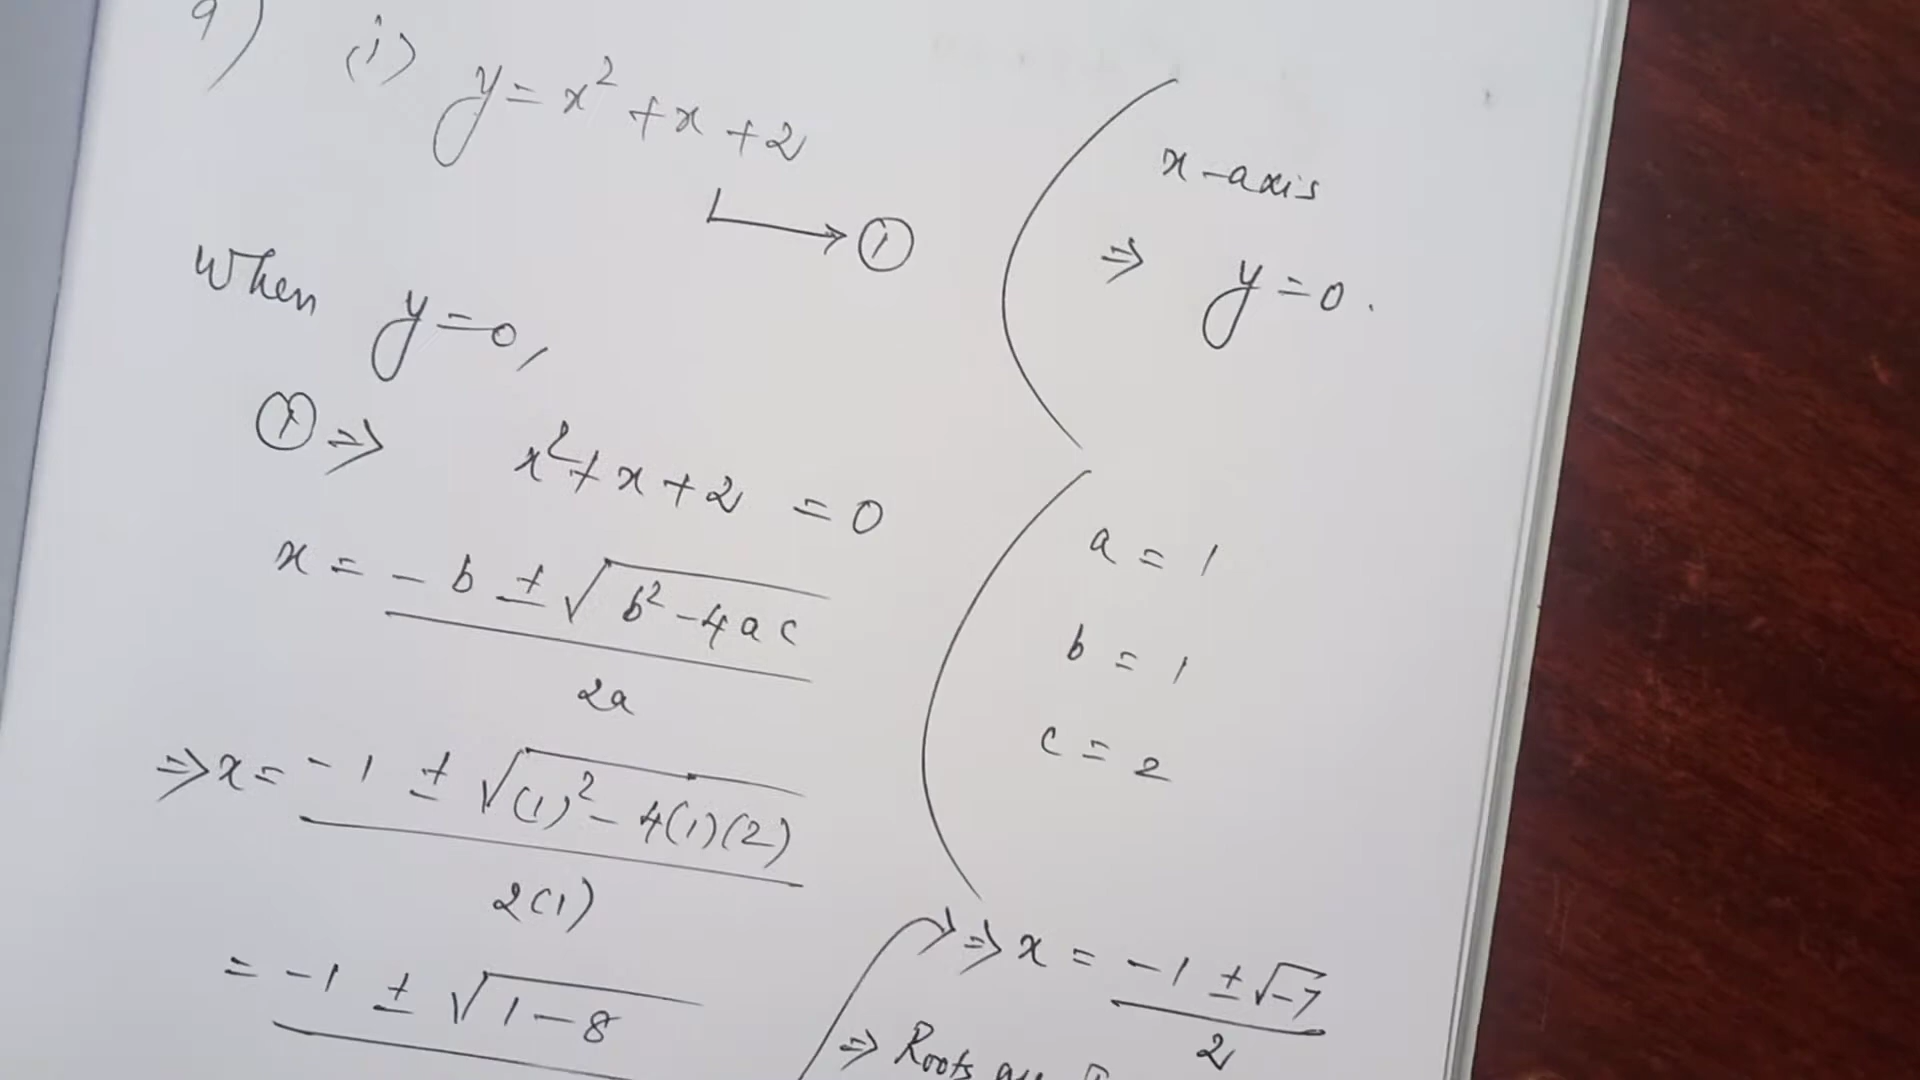 9) (i) y = x² + x + 2
→ ①
When y = 0,
① ⇒ x² + x + 2 = 0
x = -b ± √(b² - 4ac) / 2a
⇒ x = -1 ± √((1)² - 4(1)(2)) / 2(1)
= -1 ± √(1 - 8)
x-axis
⇒ y = 0.
a = 1
b = 1
c = 2
⇒ x = -1 ± √-7 / 2
⇒ Roots are